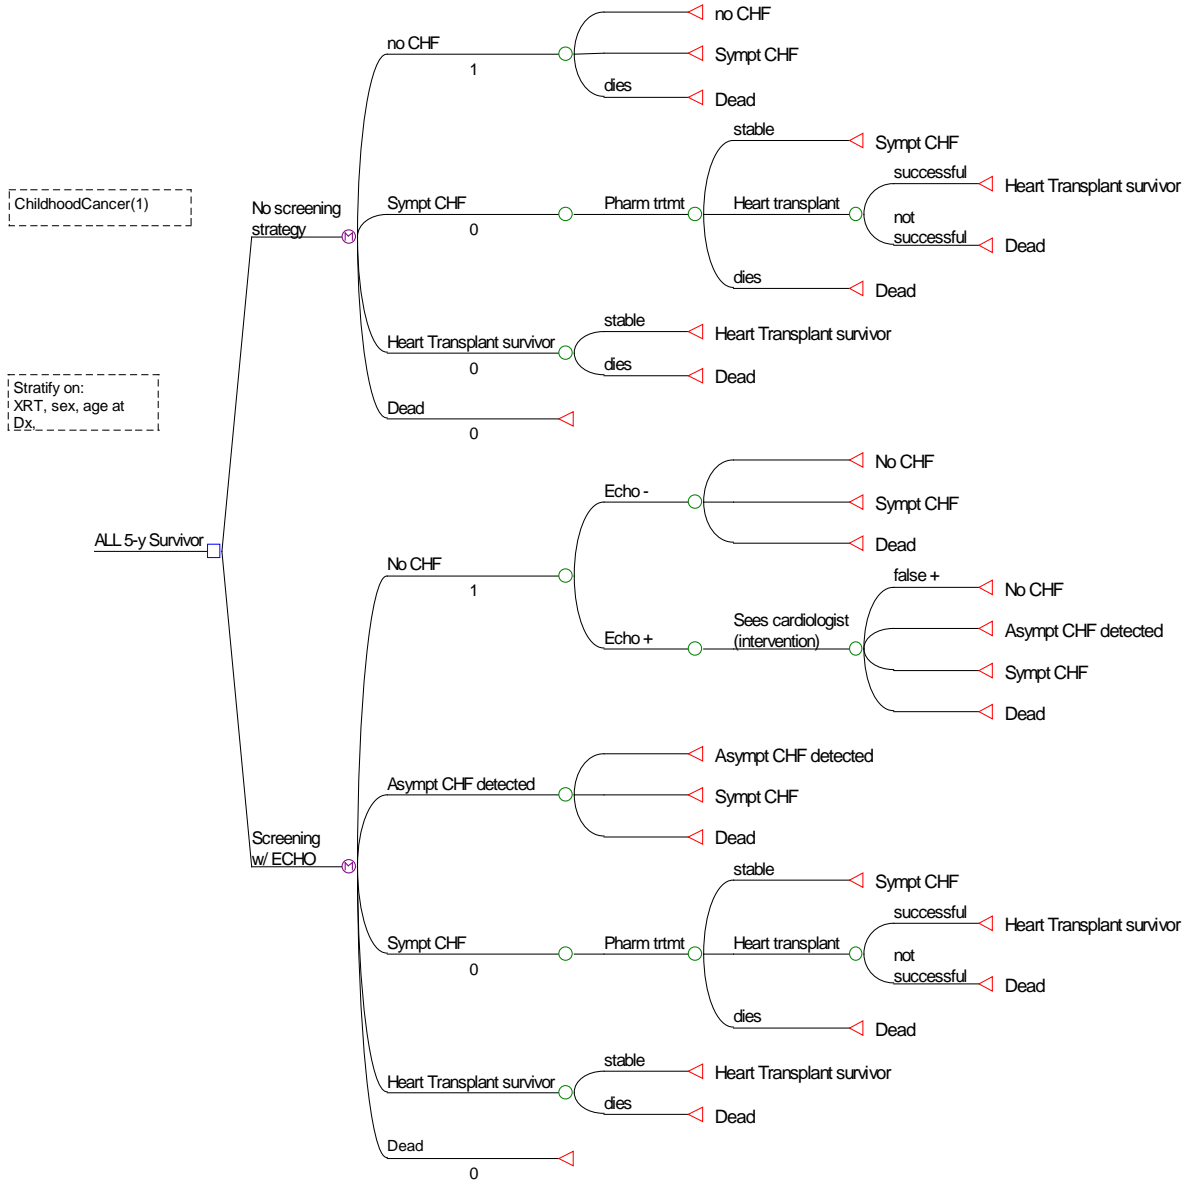 no CHF
no CHF
1
Sympt CHF
dies
Dead
stable
Sympt CHF
successful
Heart Transplant survivor
ChildhoodCancer(1)
No screening
strategy
Sympt CHF
0
Pharm trtmt
Heart transplant
not
successful
Dead
dies
Dead
stable
Heart Transplant survivor
Heart Transplant survivor
0
dies
Dead
Stratify on:
XRT, sex, age at
Dx,
Dead
0
No CHF
Echo -
Sympt CHF
Dead
ALL 5-y Survivor
No CHF
1
false +
No CHF
Echo +
Sees cardiologist
(intervention)
Asympt CHF detected
Sympt CHF
Dead
Asympt CHF detected
Asympt CHF detected
Sympt CHF
Dead
Screening
w/ ECHO
M
M
stable
Sympt CHF
successful
Heart Transplant survivor
Sympt CHF
0
Pharm trtmt
Heart transplant
not
successful
Dead
dies
Dead
stable
Heart Transplant survivor
Heart Transplant survivor
dies
Dead
Dead
0